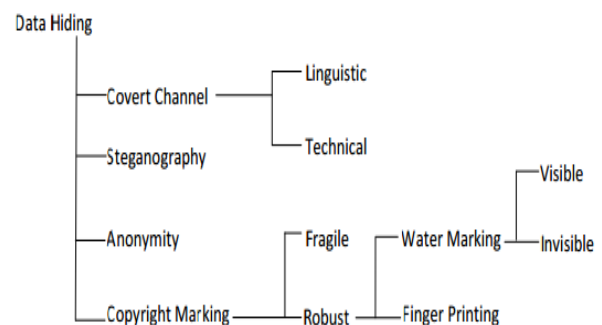 Data Hiding
Linguistic
Covert Channel
Technical
Steganography
Visible
Anonymity
Fragile
Water Marking
Invisible
Copyright Marking
Robust
Finger Printing